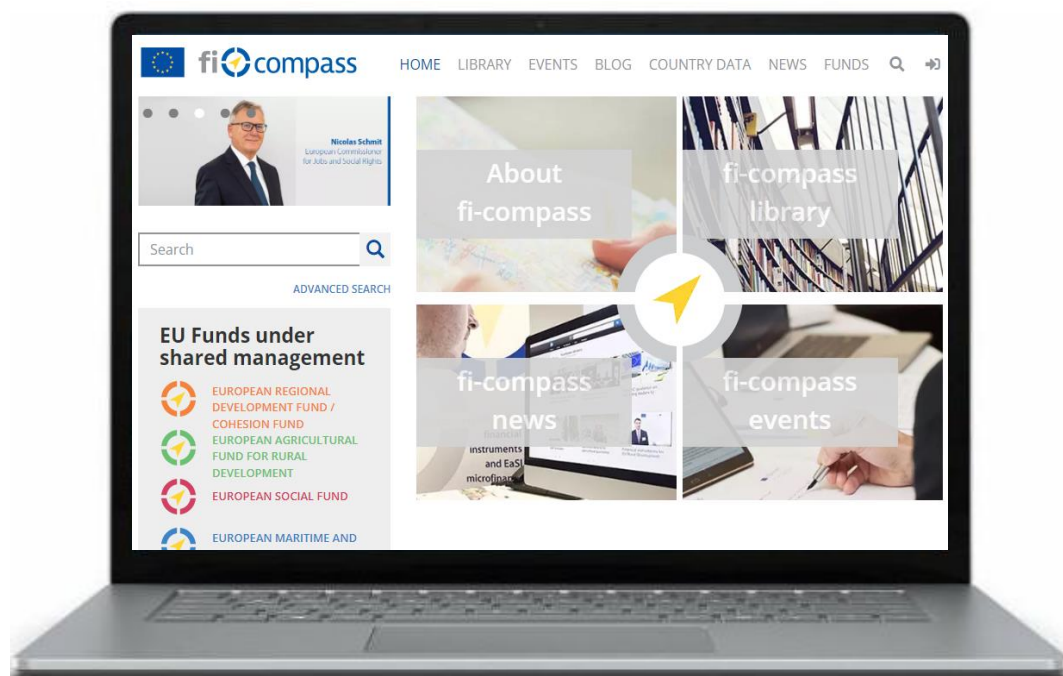 fi compass
HOME LIBRARY EVENTS BLOG COUNTRY DATA NEWS FUNDS
Nicolas Schmit
European Commissioner
for Jobs and Social Rights
Search
ADVANCED SEARCH
EU Funds under
shared management
EUROPEAN REGIONAL
DEVELOPMENT FUND /
COHESION FUND
EUROPEAN AGRICULTURAL
FUND FOR RURAL
DEVELOPMENT
EUROPEAN SOCIAL FUND
EUROPEAN MARITIME AND
About
fi-compass
fi-compass
library
fi-compass
news
financial
instruments
and EaSI
microfinance
fi-compass
events